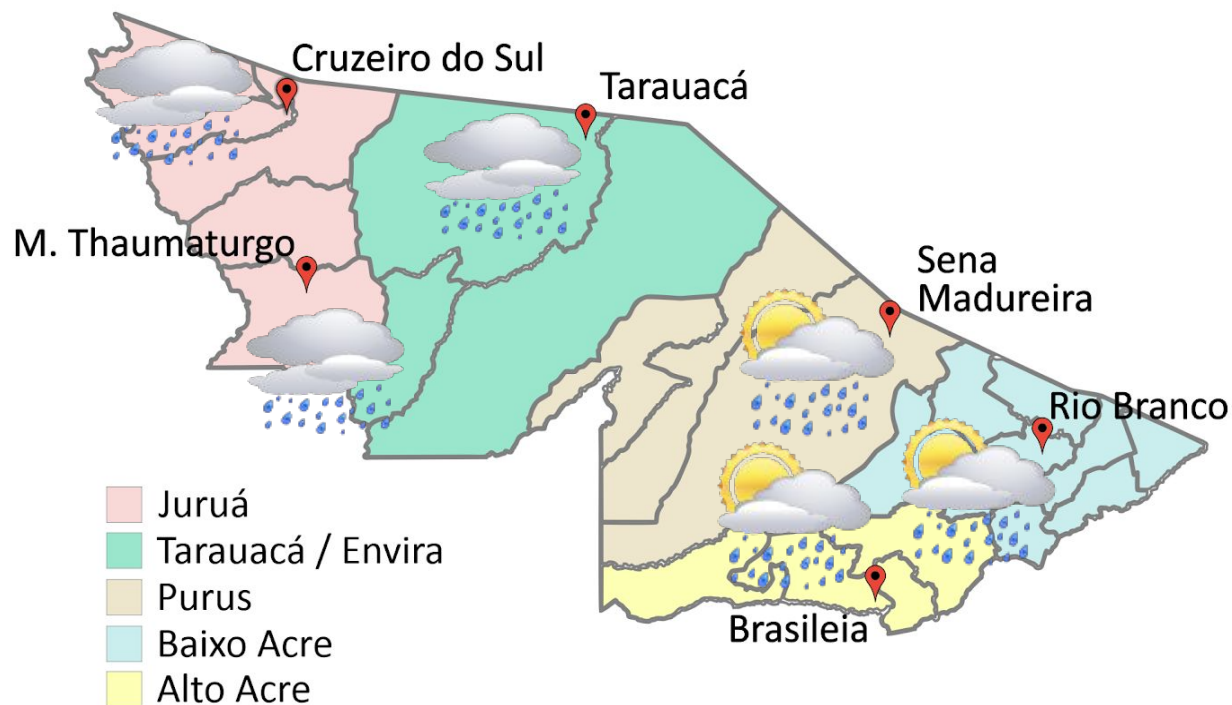 Cruzeiro do Sul
Tarauacá
M. Thaumaturgo
Sena
Madureira
Rio Branco
Brasileia
Juruá
Tarauacá / Envira
Purus
Baixo Acre
Alto Acre